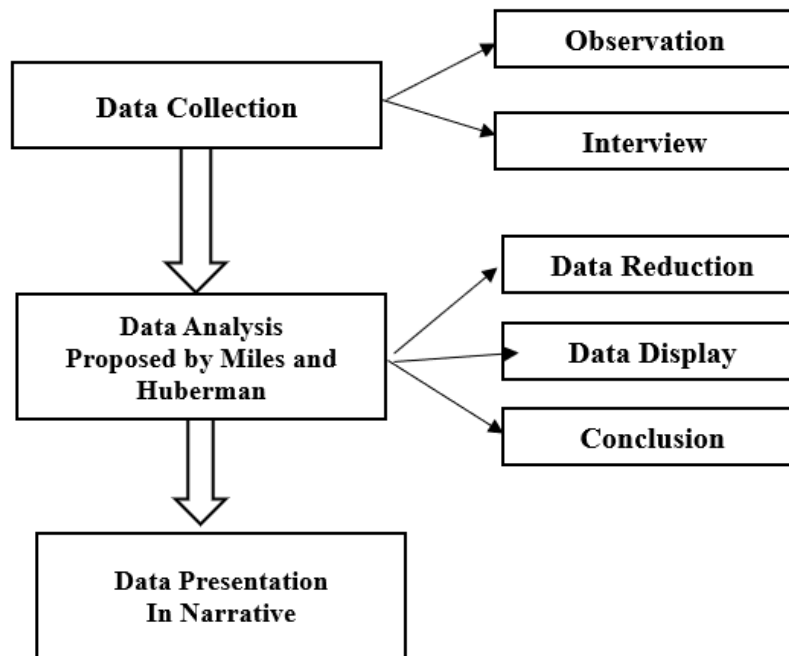 Observation
Data Collection
Interview
Data Reduction
Data Analysis
Proposed by Miles and
Huberman
Data Display
Conclusion
Data Presentation
In Narrative